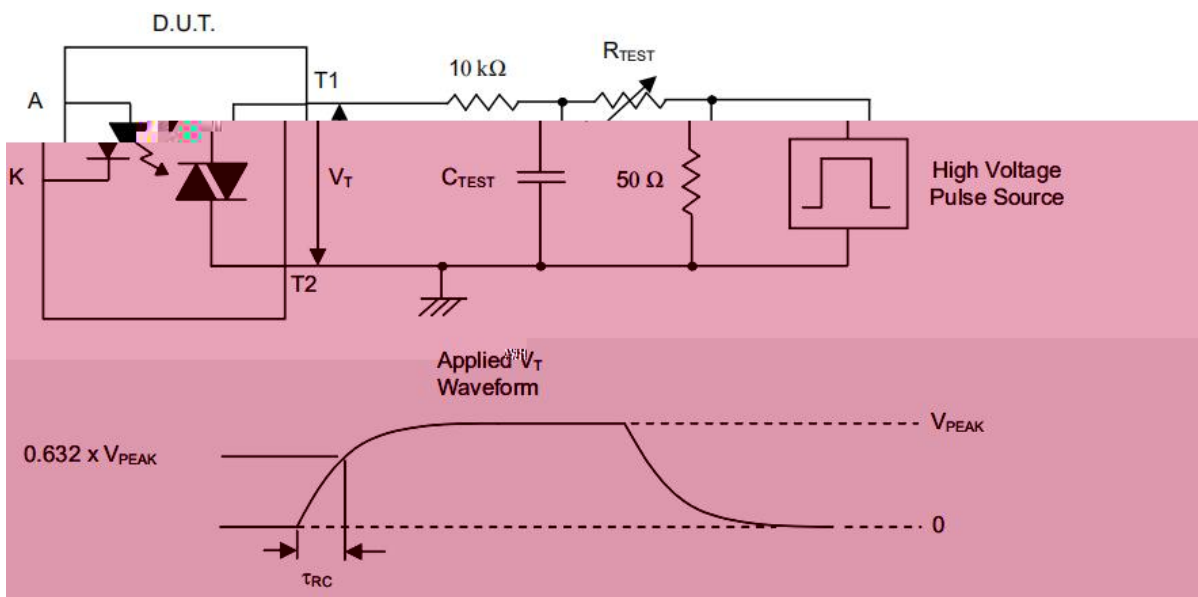 D.U.T.
T1
10 kΩ
RTEST
A
K
VT
CTEST
50 Ω
High Voltage
Pulse Source
T2
Applied VT
Waveform
VPEAK
0.632 x VPEAK
0
τRC